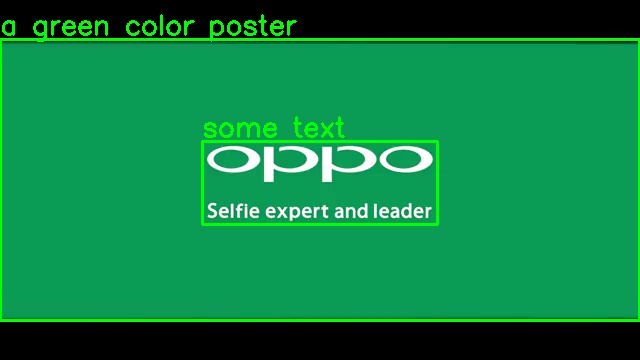 a green color poster
some text
oppo
Selfie expert and leader